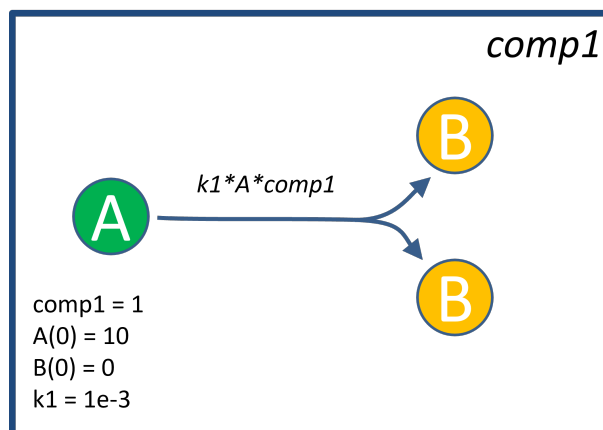 comp1
B
k1*A*comp1
A
B
comp1 = 1
A(0) = 10
B(0) = 0
k1 = 1e-3